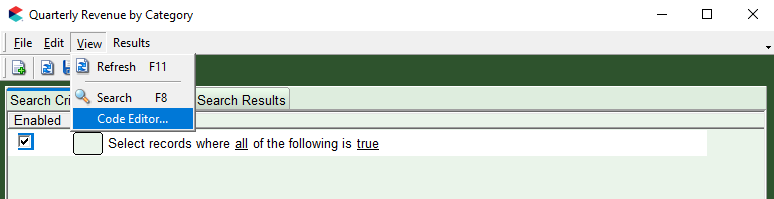 Quarterly Revenue by Category
File Edit View Results
Refresh F11
Search F8
Code Editor...
Search Cri Search Results
Enabled
Select records where all of the following is true